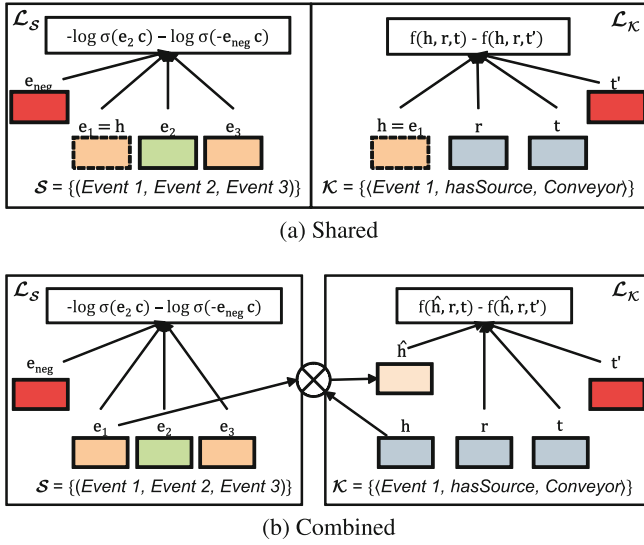 ℒ𝒮
-log σ(e₂ c) – log σ(-eneg c)
eneg
e₁ = h e₂ e₃
𝒮 = {(Event 1, Event 2, Event 3)}
ℒ𝒦
f(h, r,t) - f(h, r,t')
t'
h = e₁ r t
𝒦 = {⟨Event 1, hasSource, Conveyor⟩}
(a) Shared
ℒ𝒮
-log σ(e₂ c) – log σ(-eneg c)
eneg
e₁ e₂ e₃
𝒮 = {(Event 1, Event 2, Event 3)}
ℒ𝒦
f(ĥ, r,t) - f(ĥ, r,t')
ĥ
t'
h r t
𝒦 = {⟨Event 1, hasSource, Conveyor⟩}
(b) Combined